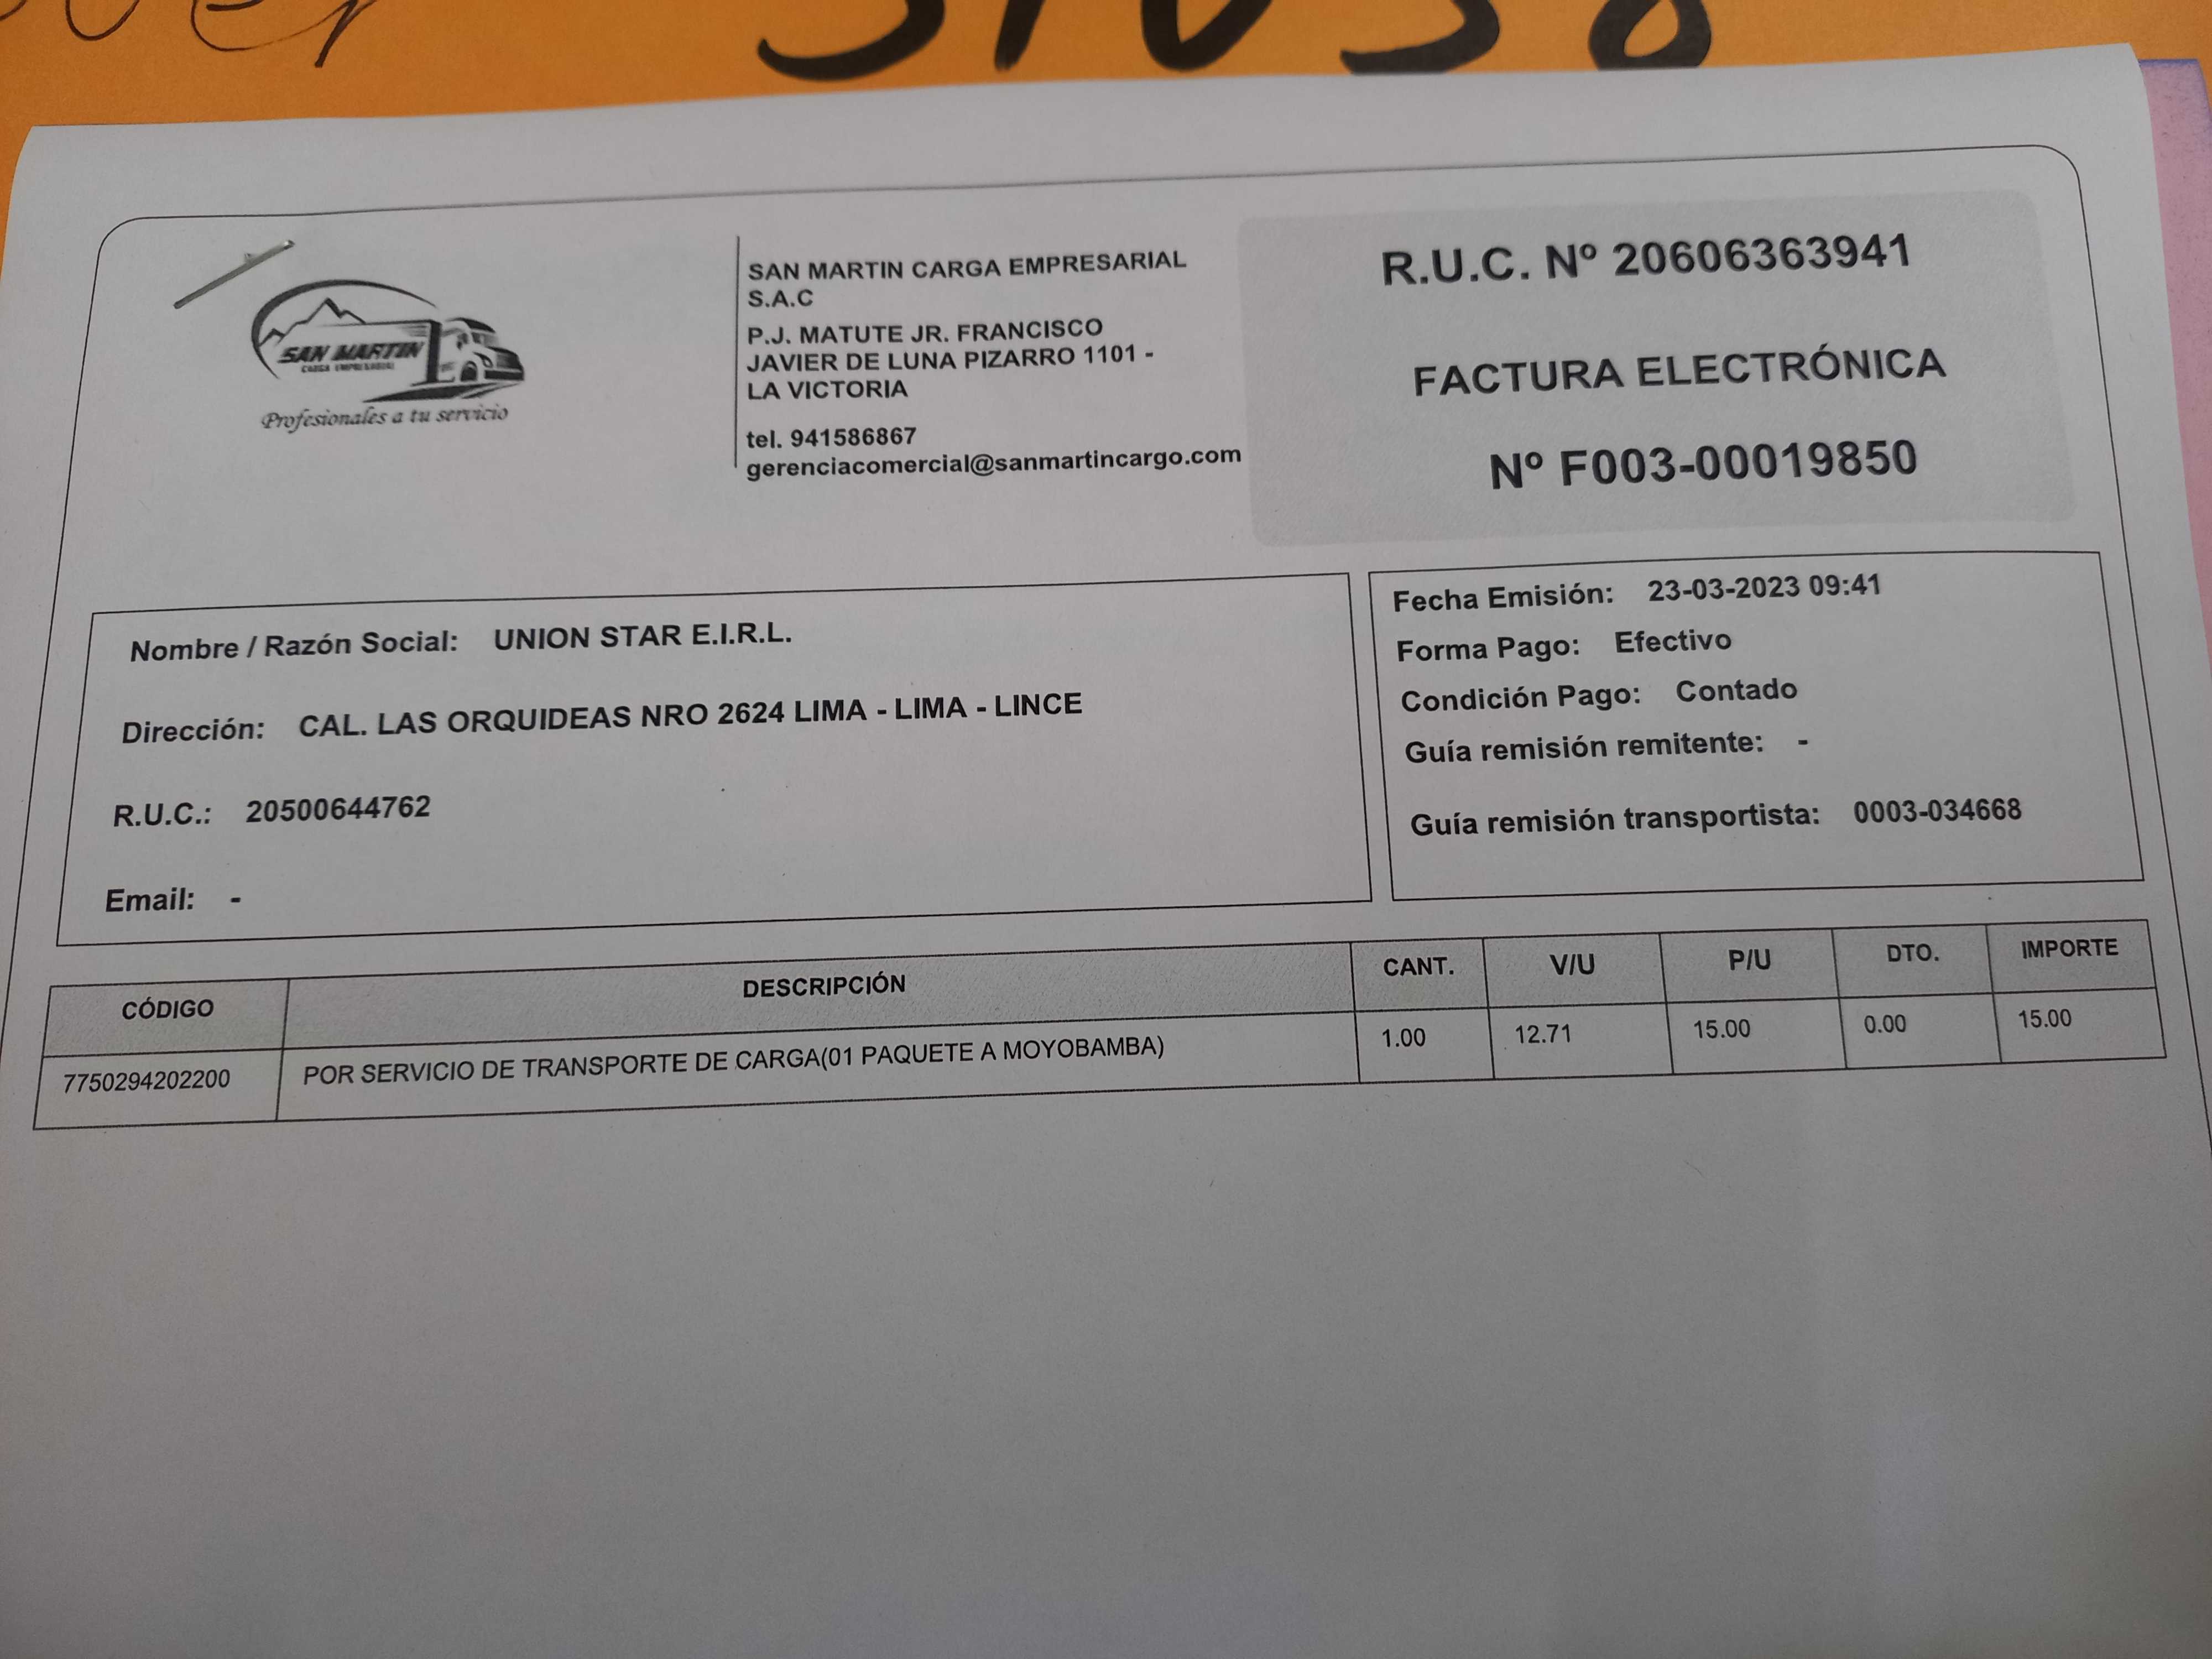 SAN MARTIN
CARGA EMPRESARIAL
Profesionales a tu servicio
SAN MARTIN CARGA EMPRESARIAL
S.A.C
P.J. MATUTE JR. FRANCISCO
JAVIER DE LUNA PIZARRO 1101 -
LA VICTORIA
tel. 941586867
gerenciacomercial@sanmartincargo.com
R.U.C. Nº 20606363941
FACTURA ELECTRÓNICA
Nº F003-00019850
Nombre / Razón Social: UNION STAR E.I.R.L.
Dirección: CAL. LAS ORQUIDEAS NRO 2624 LIMA - LIMA - LINCE
R.U.C.: 20500644762
Email: -
Fecha Emisión: 23-03-2023 09:41
Forma Pago: Efectivo
Condición Pago: Contado
Guía remisión remitente: -
Guía remisión transportista: 0003-034668
CÓDIGO DESCRIPCIÓN CANT. V/U P/U DTO. IMPORTE
7750294202200 POR SERVICIO DE TRANSPORTE DE CARGA(01 PAQUETE A MOYOBAMBA) 1.00 12.71 15.00 0.00 15.00